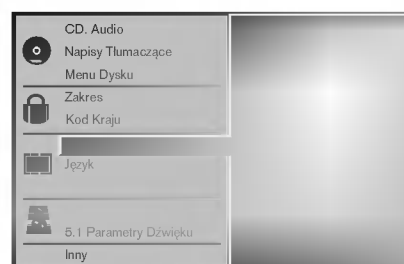 CD. Audio
Napisy Tłumaczące
Menu Dysku
Zakres
Kod Kraju
Język
5.1 Parametry Dźwięku
Inny